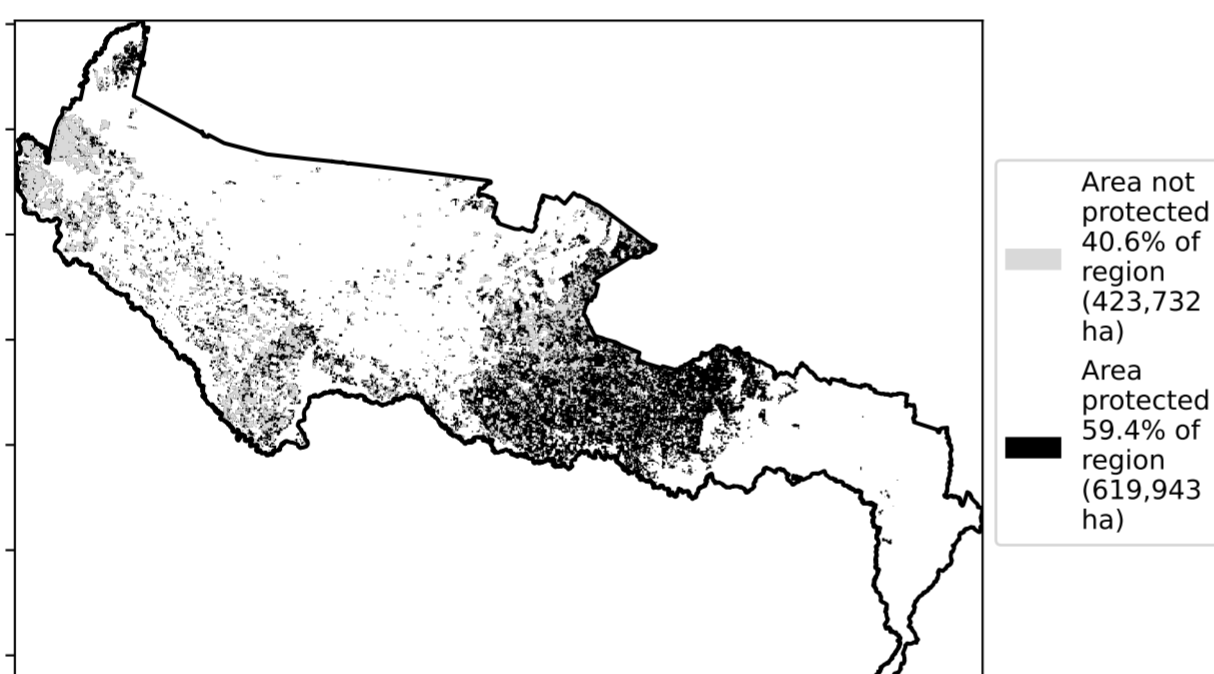 Area not
protected
40.6% of
region
(423,732
ha)
Area
protected
59.4% of
region
(619,943
ha)